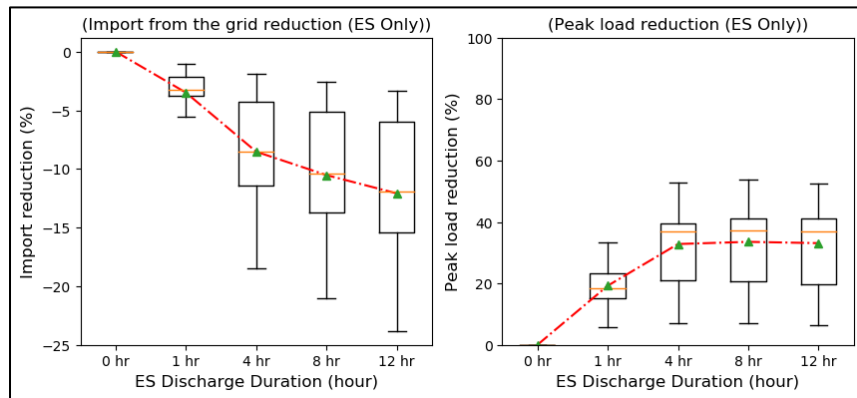 (Import from the grid reduction (ES Only))
Import reduction (%)
0
−5
−10
−15
−20
−25
0 hr 1 hr 4 hr 8 hr 12 hr
ES Discharge Duration (hour)
(Peak load reduction (ES Only))
Peak load reduction (%)
100
80
60
40
20
0
0 hr 1 hr 4 hr 8 hr 12 hr
ES Discharge Duration (hour)